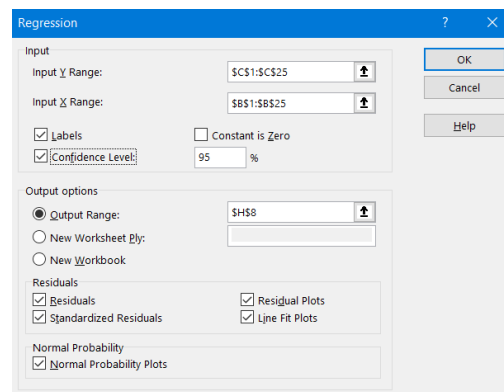 Regression ? ×
Input
Input Y Range: $C$1:$C$25
Input X Range: $B$1:$B$25
Labels Constant is Zero
Confidence Level: 95 %
OK
Cancel
Help
Output options
Output Range: $H$8
New Worksheet Ply:
New Workbook
Residuals
Residuals Residual Plots
Standardized Residuals Line Fit Plots
Normal Probability
Normal Probability Plots